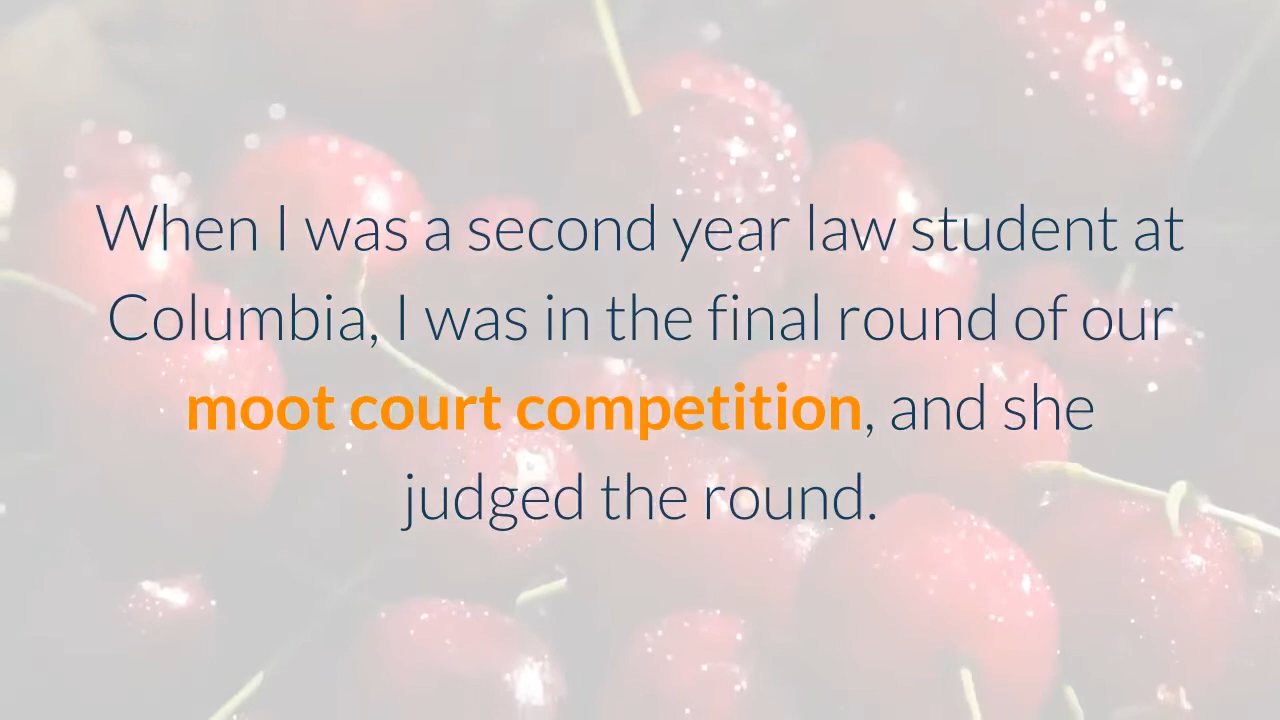 When I was a second year law student at
Columbia, I was in the final round of our
moot court competition, and she
judged the round.